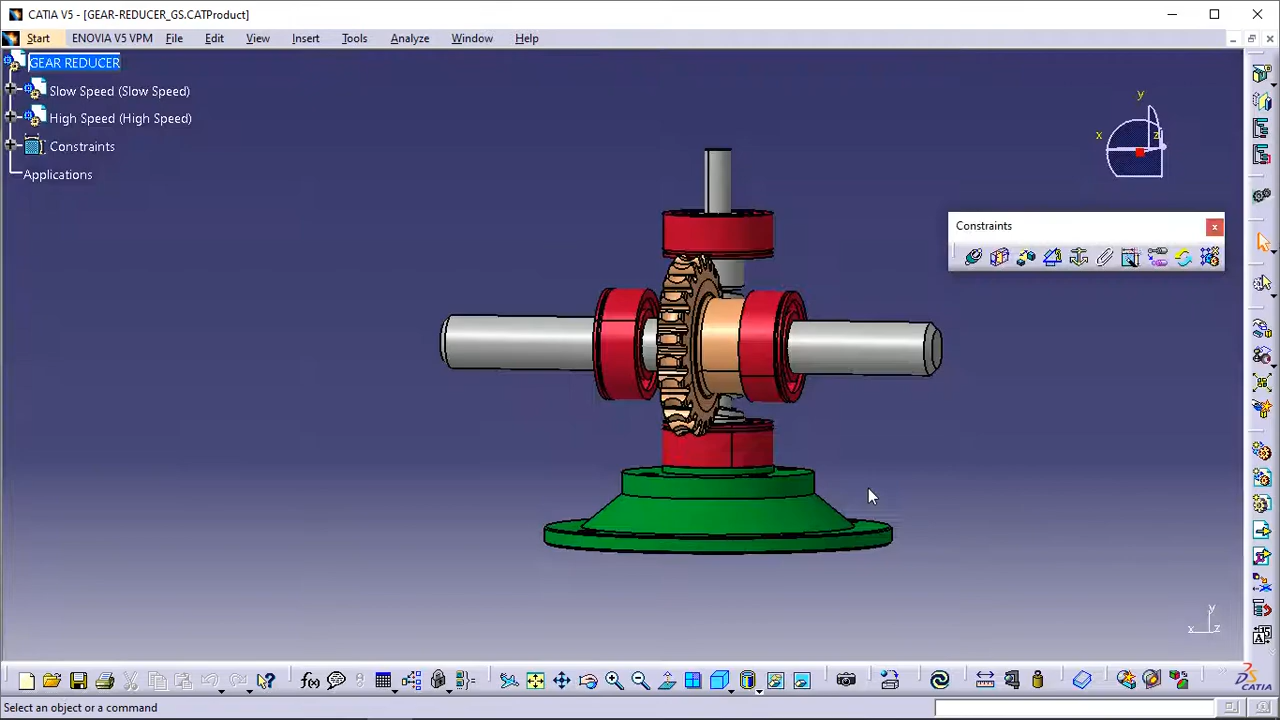 CATIA V5 - [GEAR-REDUCER_GS.CATProduct]
Start ENOVIA V5 VPM File Edit View Insert Tools Analyze Window Help
GEAR REDUCER
Slow Speed (Slow Speed)
High Speed (High Speed)
Constraints
Applications
y
x
z
Constraints
y
x z
f(x)
Select an object or a command